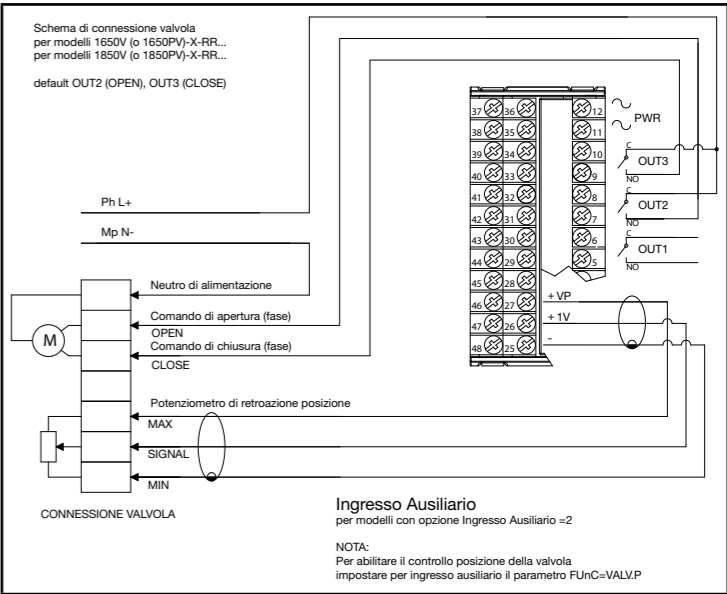 Schema di connessione valvola
per modelli 1650V (o 1650PV)-X-RR...
per modelli 1850V (o 1850PV)-X-RR...
default OUT2 (OPEN), OUT3 (CLOSE)
37 36 12
PWR
38 35 11
C
39 34 10
OUT3
40 33 9
NO
C
41 32 8
OUT2
42 31 7
NO
C
43 30 6
OUT1
44 29 5
NO
45 28
46 27
+ VP
47 26
+ 1V
48 25
-
Ph L+
Mp N-
Neutro di alimentazione
Comando di apertura (fase)
OPEN
M
Comando di chiusura (fase)
CLOSE
Potenziometro di retroazione posizione
MAX
SIGNAL
MIN
CONNESSIONE VALVOLA
Ingresso Ausiliario
per modelli con opzione Ingresso Ausiliario =2
NOTA:
Per abilitare il controllo posizione della valvola
impostare per ingresso ausiliario il parametro FUnC=VALV.P